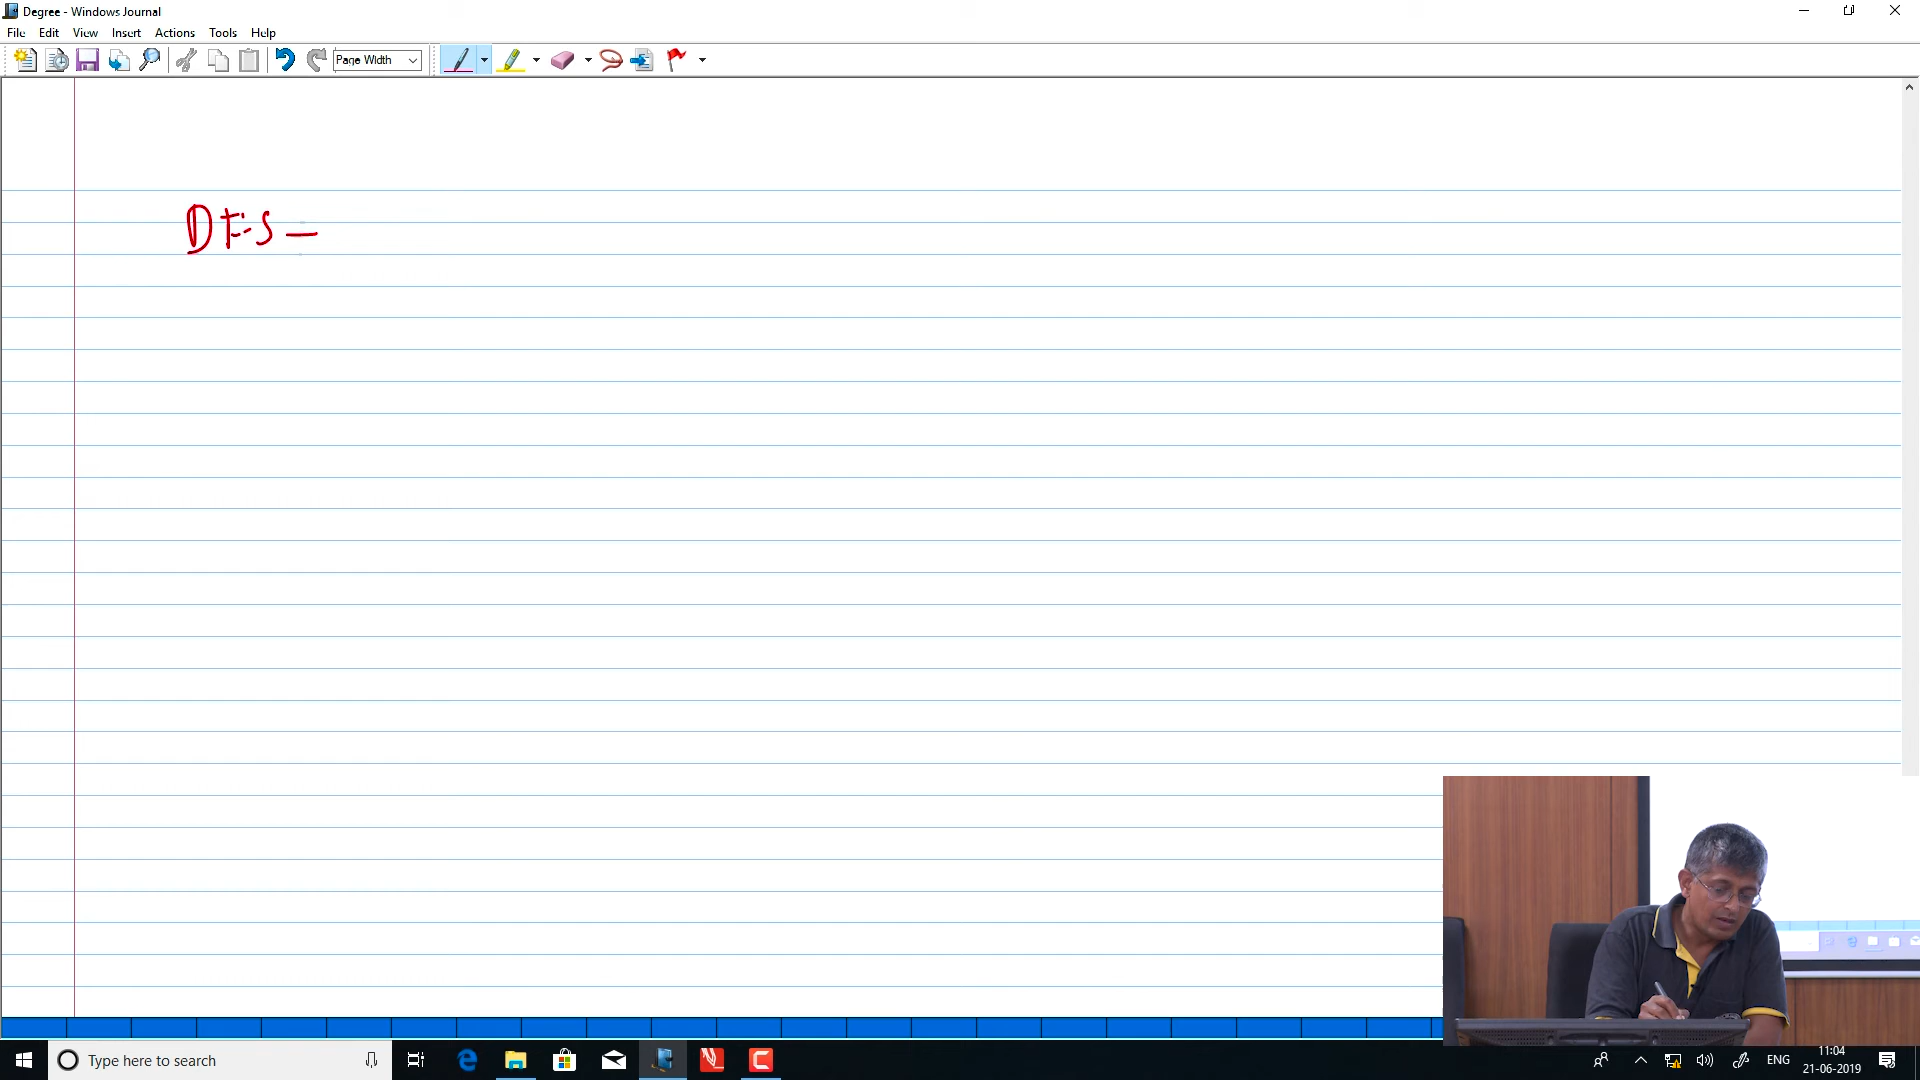 Degree - Windows Journal
File Edit View Insert Actions Tools Help
Page Width
DFS —
Type here to search
ENG
11:04
21-06-2019